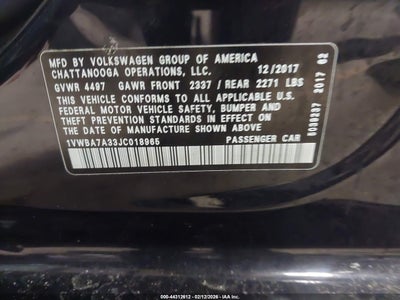 MFD BY VOLKSWAGEN GROUP OF AMERICA
CHATTANOOGA OPERATIONS, LLC. 12/2017
GVWR 4497 GAWR FRONT 2337 / REAR 2271 LBS
THIS VEHICLE CONFORMS TO ALL APPLICABLE U.S.
FEDERAL MOTOR VEHICLE SAFETY, BUMPER AND
THEFT PREVENTION STANDARDS IN EFFECT ON THE
DATE OF MANUFACTURE SHOWN ABOVE
1VWBA7A33JC018965 PASSENGER CAR
2017 02
000-44312612 - 02/12/2026 - IAA Inc.